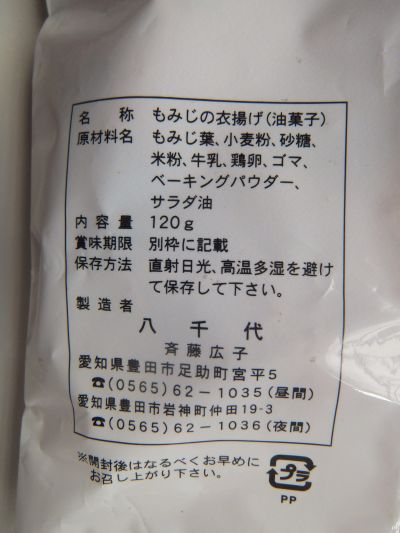 名称 もみじの衣揚げ(油菓子)
原材料名 もみじ葉、小麦粉、砂糖、
米粉、牛乳、鶏卵、ゴマ、
ベーキングパウダー、
サラダ油
内容量 120g
賞味期限 別枠に記載
保存方法 直射日光、高温多湿を避け
て保存して下さい。
製造者
八千代
斉藤広子
愛知県豊田市足助町宮平5
☎(0565)62-1035(昼間)
愛知県豊田市岩神町仲田19-3
☎(0565)62-1036(夜間)
※開封後はなるべくお早めに
お召し上がり下さい。
プラ
PP